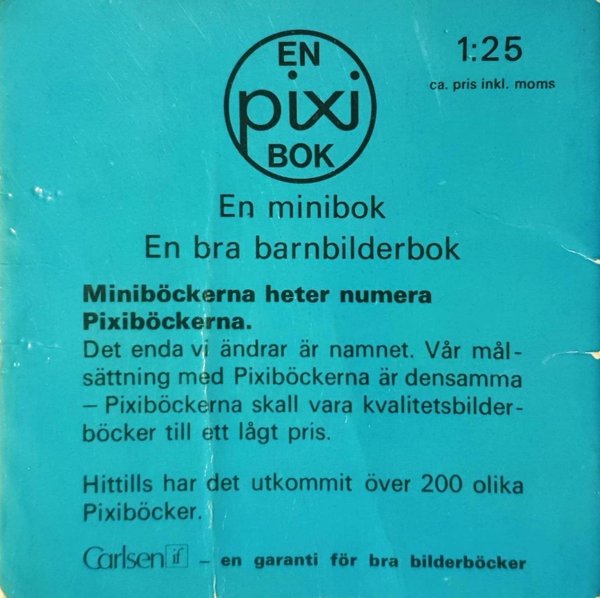 EN
pixi
BOK
1:25
ca. pris inkl. moms
En minibok
En bra barnbilderbok
Miniböckerna heter numera
Pixiböckerna.
Det enda vi ändrar är namnet. Vår mål-
sättning med Pixiböckerna är densamma
– Pixiböckerna skall vara kvalitetsbilder-
böcker till ett lågt pris.
Hittills har det utkommit över 200 olika
Pixiböcker.
Carlsen if – en garanti för bra bilderböcker